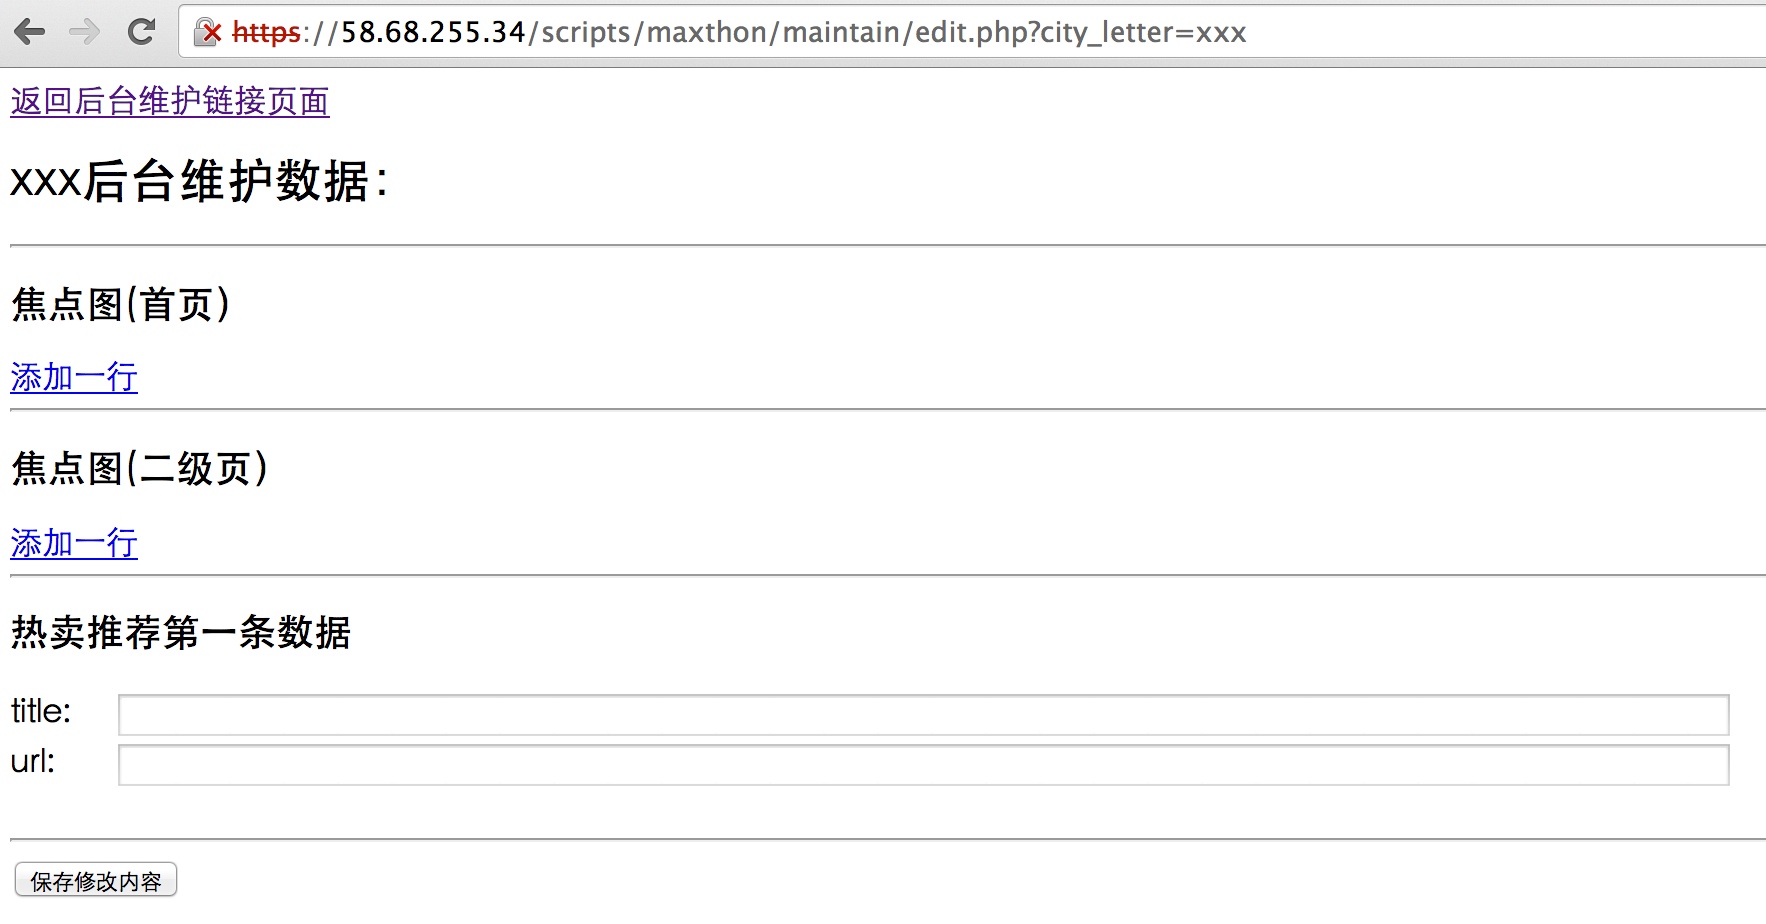 https://58.68.255.34/scripts/maxthon/maintain/edit.php?city_letter=xxx
返回后台维护链接页面
xxx后台维护数据：
焦点图(首页)
添加一行
焦点图(二级页)
添加一行
热卖推荐第一条数据
title:
url:
保存修改内容